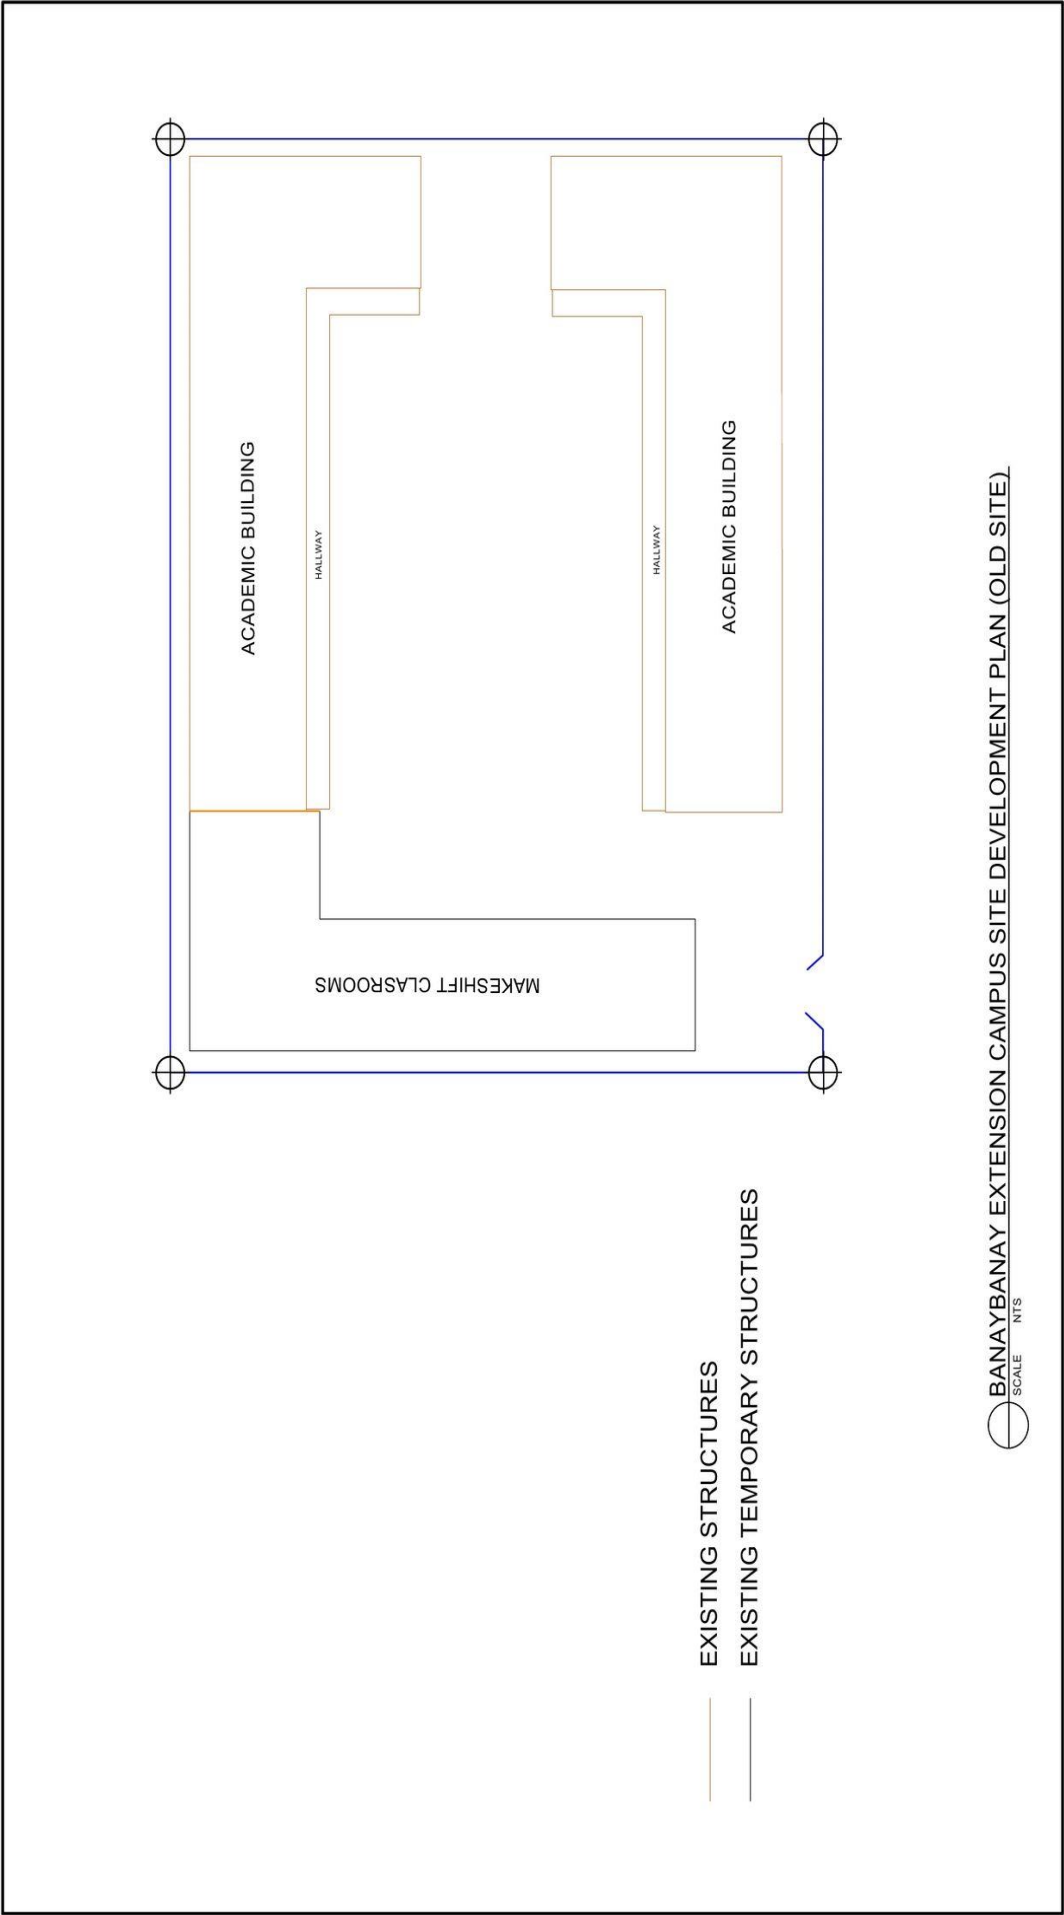 ACADEMIC BUILDING
HALLWAY
HALLWAY
ACADEMIC BUILDING
MAKESHIFT CLASROOMS
EXISTING STRUCTURES
EXISTING TEMPORARY STRUCTURES
BANAYBANAY EXTENSION CAMPUS SITE DEVELOPMENT PLAN (OLD SITE)
SCALE NTS